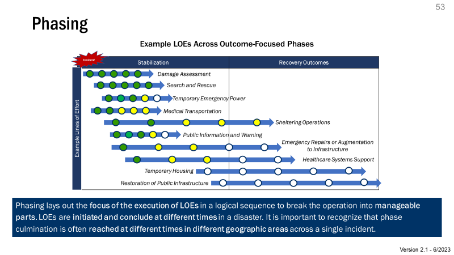 53
Phasing
Example LOEs Across Outcome-Focused Phases
Stabilization
Recovery Outcomes
Example Lines of Effort
Damage Assessment
Search and Rescue
Temporary Emergency Power
Medical Transportation
Sheltering Operations
Public Information and Warning
Emergency Repairs or Augmentation
to Infrastructure
Healthcare Systems Support
Temporary Housing
Restoration of Public Infrastructure
Phasing lays out the focus of the execution of LOEs in a logical sequence to break the operation into manageable
parts. LOEs are initiated and conclude at different times in a disaster. It is important to recognize that phase
culmination is often reached at different times in different geographic areas across a single incident.
Version 2.1 - 6/2023